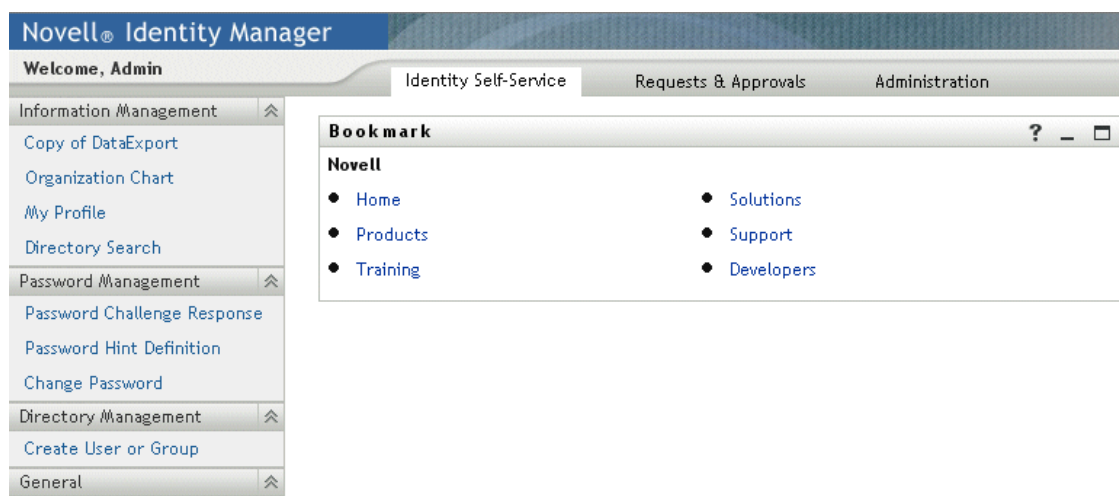 Novell® Identity Manager
Welcome, Admin
Identity Self-Service
Requests & Approvals
Administration
Information Management
Copy of DataExport
Organization Chart
My Profile
Directory Search
Password Management
Password Challenge Response
Password Hint Definition
Change Password
Directory Management
Create User or Group
General
Bookmark ?
Novell
Home
Products
Training
Solutions
Support
Developers